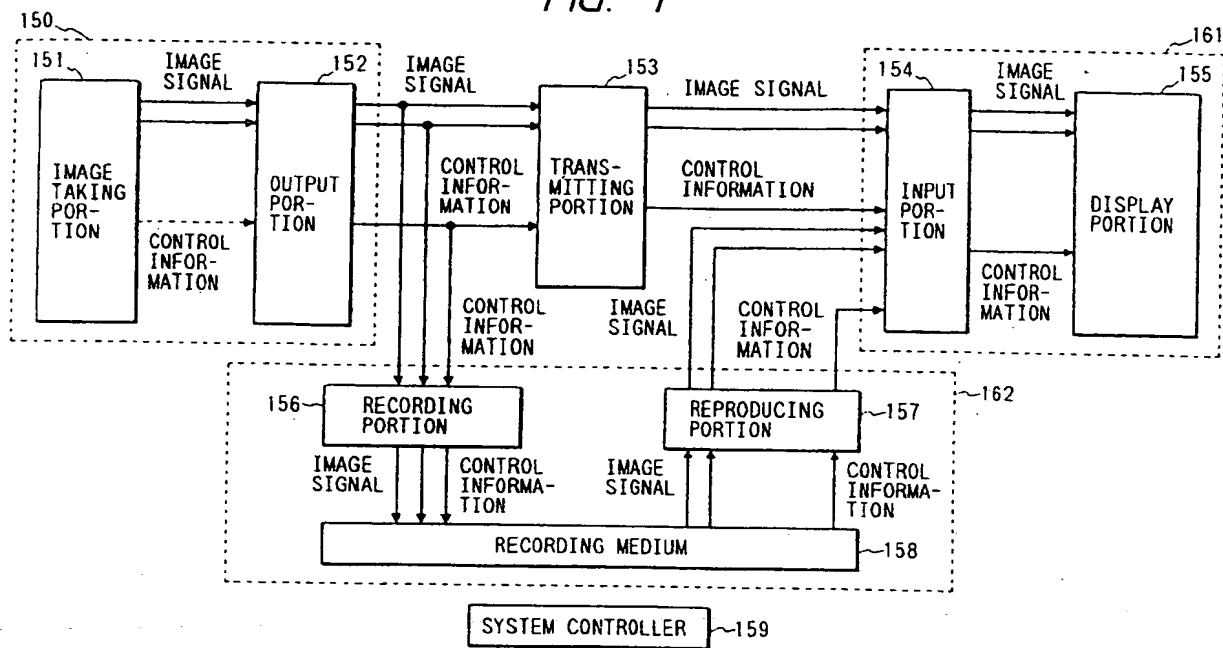 FIG. 1
150
151
IMAGE
SIGNAL
152
IMAGE
SIGNAL
153
IMAGE SIGNAL
154
IMAGE
SIGNAL
155
161
IMAGE
TAKING
POR-
TION
CONTROL
INFOR-
MATION
OUTPUT
POR-
TION
CONTROL
INFOR-
MATION
TRANS-
MITTING
PORTION
CONTROL
INFORMATION
INPUT
POR-
TION
CONTROL
INFOR-
MATION
DISPLAY
PORTION
CONTROL
INFOR-
MATION
IMAGE
SIGNAL
CONTROL
INFOR-
MATION
156
RECORDING
PORTION
REPRODUCING
PORTION
157
162
IMAGE
SIGNAL
CONTROL
INFORMA-
TION
IMAGE
SIGNAL
CONTROL
INFORMA-
TION
RECORDING MEDIUM
158
SYSTEM CONTROLLER
159